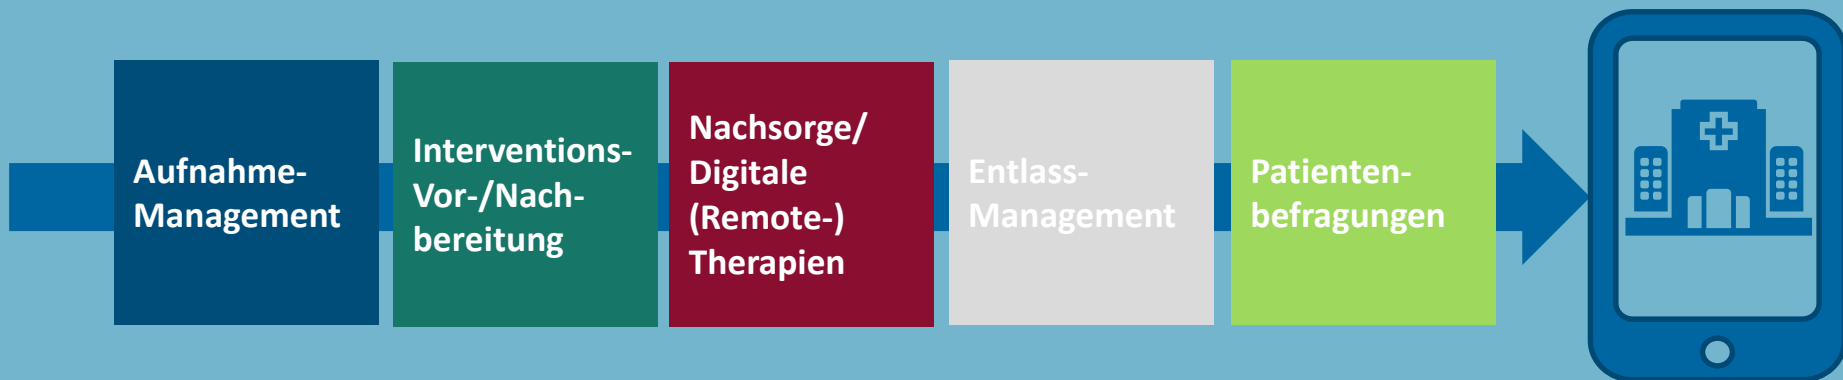 Aufnahme-
Management
Interventions-
Vor-/Nach-
bereitung
Nachsorge/
Digitale
(Remote-)
Therapien
Entlass-
Management
Patienten-
befragungen